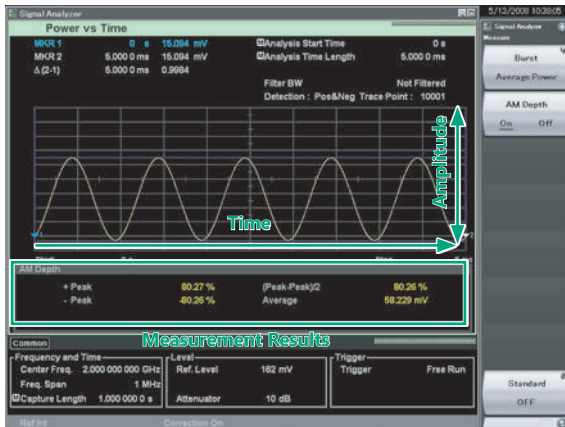 Signal Analyzer
5/13/2008 10:39:05
Power vs Time
MKR 1 0 s 15.094 mV
Analysis Start Time 0 s
MKR 2 5.000 0 ms 15.094 mV
Analysis Time Length 5.000 0 ms
Δ (2-1) 5.000 0 ms 0.9984
Filter BW Not Filtered
Detection : Pos&Neg Trace Point : 10001
Amplitude
Time
1
2
Start 0 s
Stop
AM Depth
+ Peak 80.27 % (Peak-Peak)/2 80.26 %
- Peak -80.26 % Average 58.229 mV
Measurement Results
Common
Frequency and Time
Level
Trigger
Center Freq. 2.000 000 000 GHz
Ref. Level 162 mV
Trigger Free Run
Freq. Span 1 MHz
Capture Length 1.000 000 0 s
Attenuator 10 dB
Ref.Int
Correction On
Signal Analyzer
Measure
Burst
Average Power
AM Depth
On Off
Standard
OFF